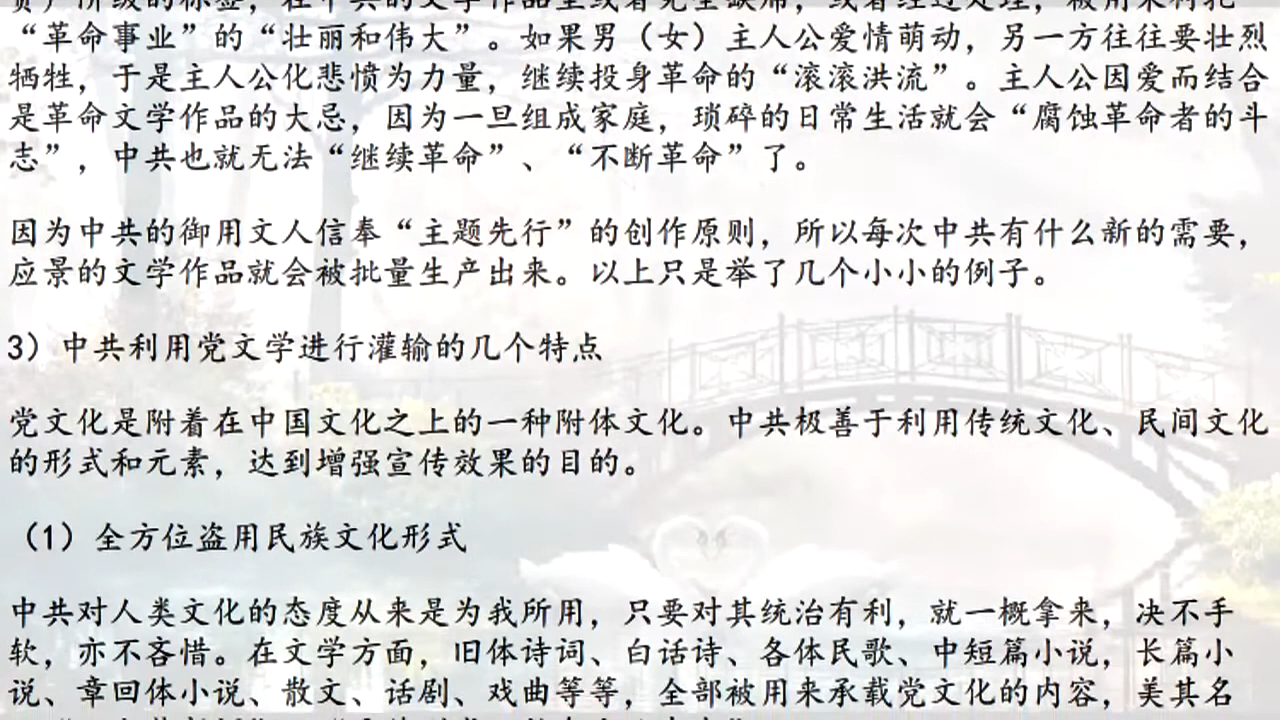 “革命事业”的“壮丽和伟大”。如果男（女）主人公爱情萌动，另一方往往要壮烈
牺牲，于是主人公化悲愤为力量，继续投身革命的“滚滚洪流”。主人公因爱而结合
是革命文学作品的大忌，因为一旦组成家庭，琐碎的日常生活就会“腐蚀革命者的斗
志”，中共也就无法“继续革命”、“不断革命”了。
因为中共的御用文人信奉“主题先行”的创作原则，所以每次中共有什么新的需要，
应景的文学作品就会被批量生产出来。以上只是举了几个小小的例子。
3）中共利用党文学进行灌输的几个特点
党文化是附着在中国文化之上的一种附体文化。中共极善于利用传统文化、民间文化
的形式和元素，达到增强宣传效果的目的。
（1）全方位盗用民族文化形式
中共对人类文化的态度从来是为我所用，只要对其统治有利，就一概拿来，决不手
软，亦不吝惜。在文学方面，旧体诗词、白话诗、各体民歌、中短篇小说，长篇小
说、章回体小说、散文、话剧、戏曲等等，全部被用来承载党文化的内容，美其名